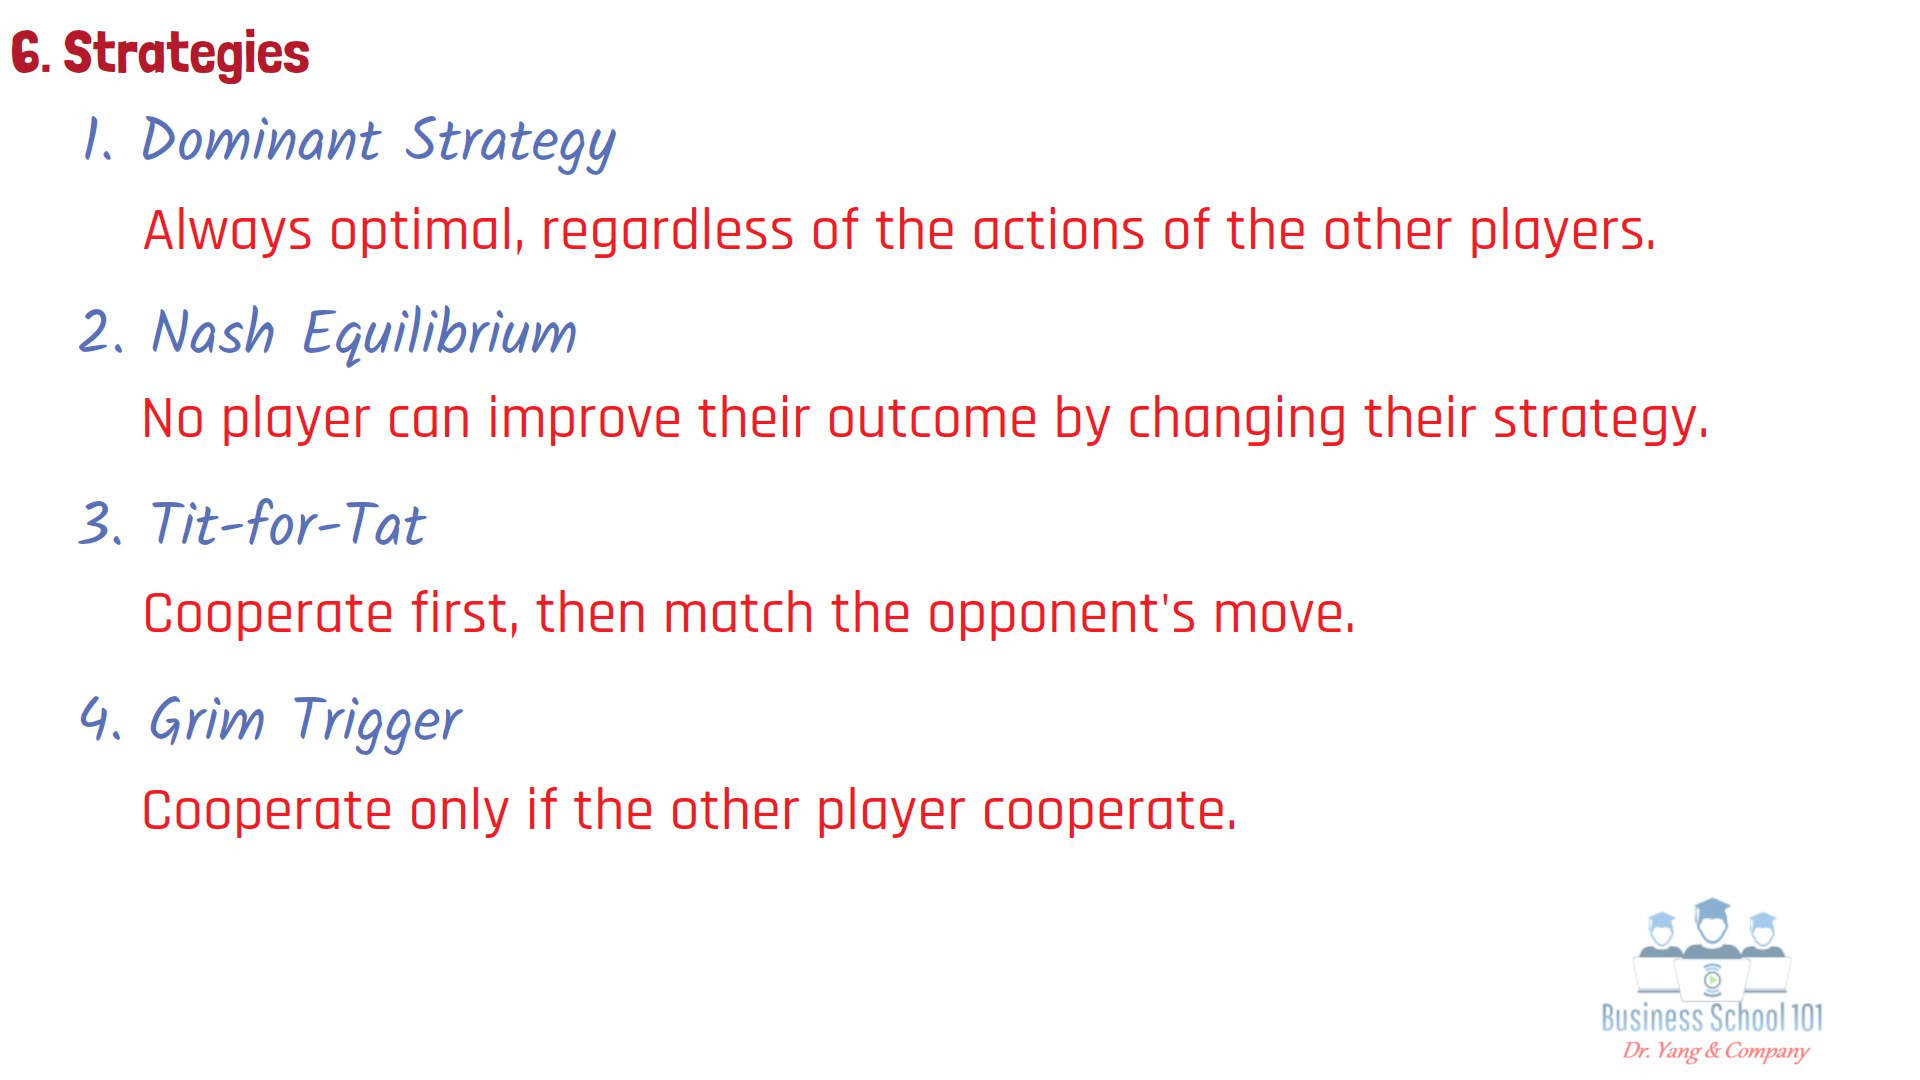 6. Strategies
1. Dominant Strategy
Always optimal, regardless of the actions of the other players.
2. Nash Equilibrium
No player can improve their outcome by changing their strategy.
3. Tit-for-Tat
Cooperate first, then match the opponent's move.
4. Grim Trigger
Cooperate only if the other player cooperate.
Business School 101
Dr. Yang & Company